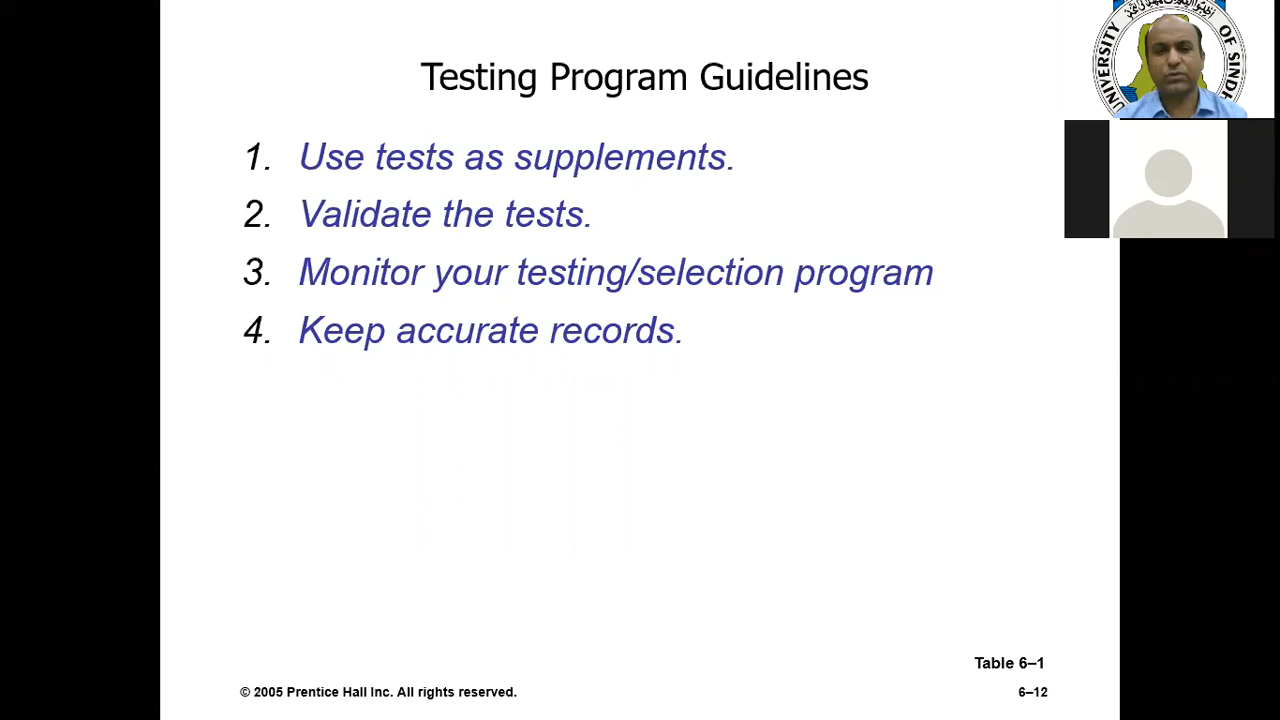 Testing Program Guidelines
1. Use tests as supplements.
2. Validate the tests.
3. Monitor your testing/selection program
4. Keep accurate records.
Table 6–1
© 2005 Prentice Hall Inc. All rights reserved.
6–12
UNIVERSITY OF SINDH